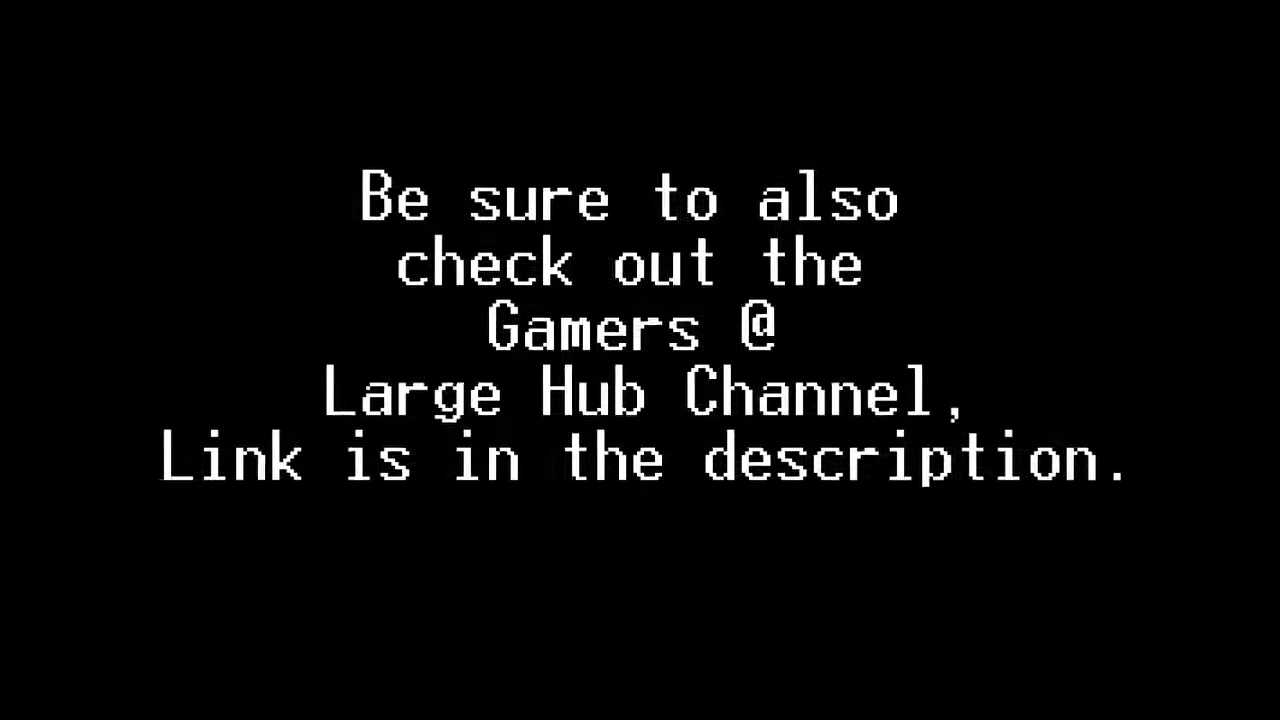 Be sure to also
check out the
Gamers @
Large Hub Channel,
Link is in the description.